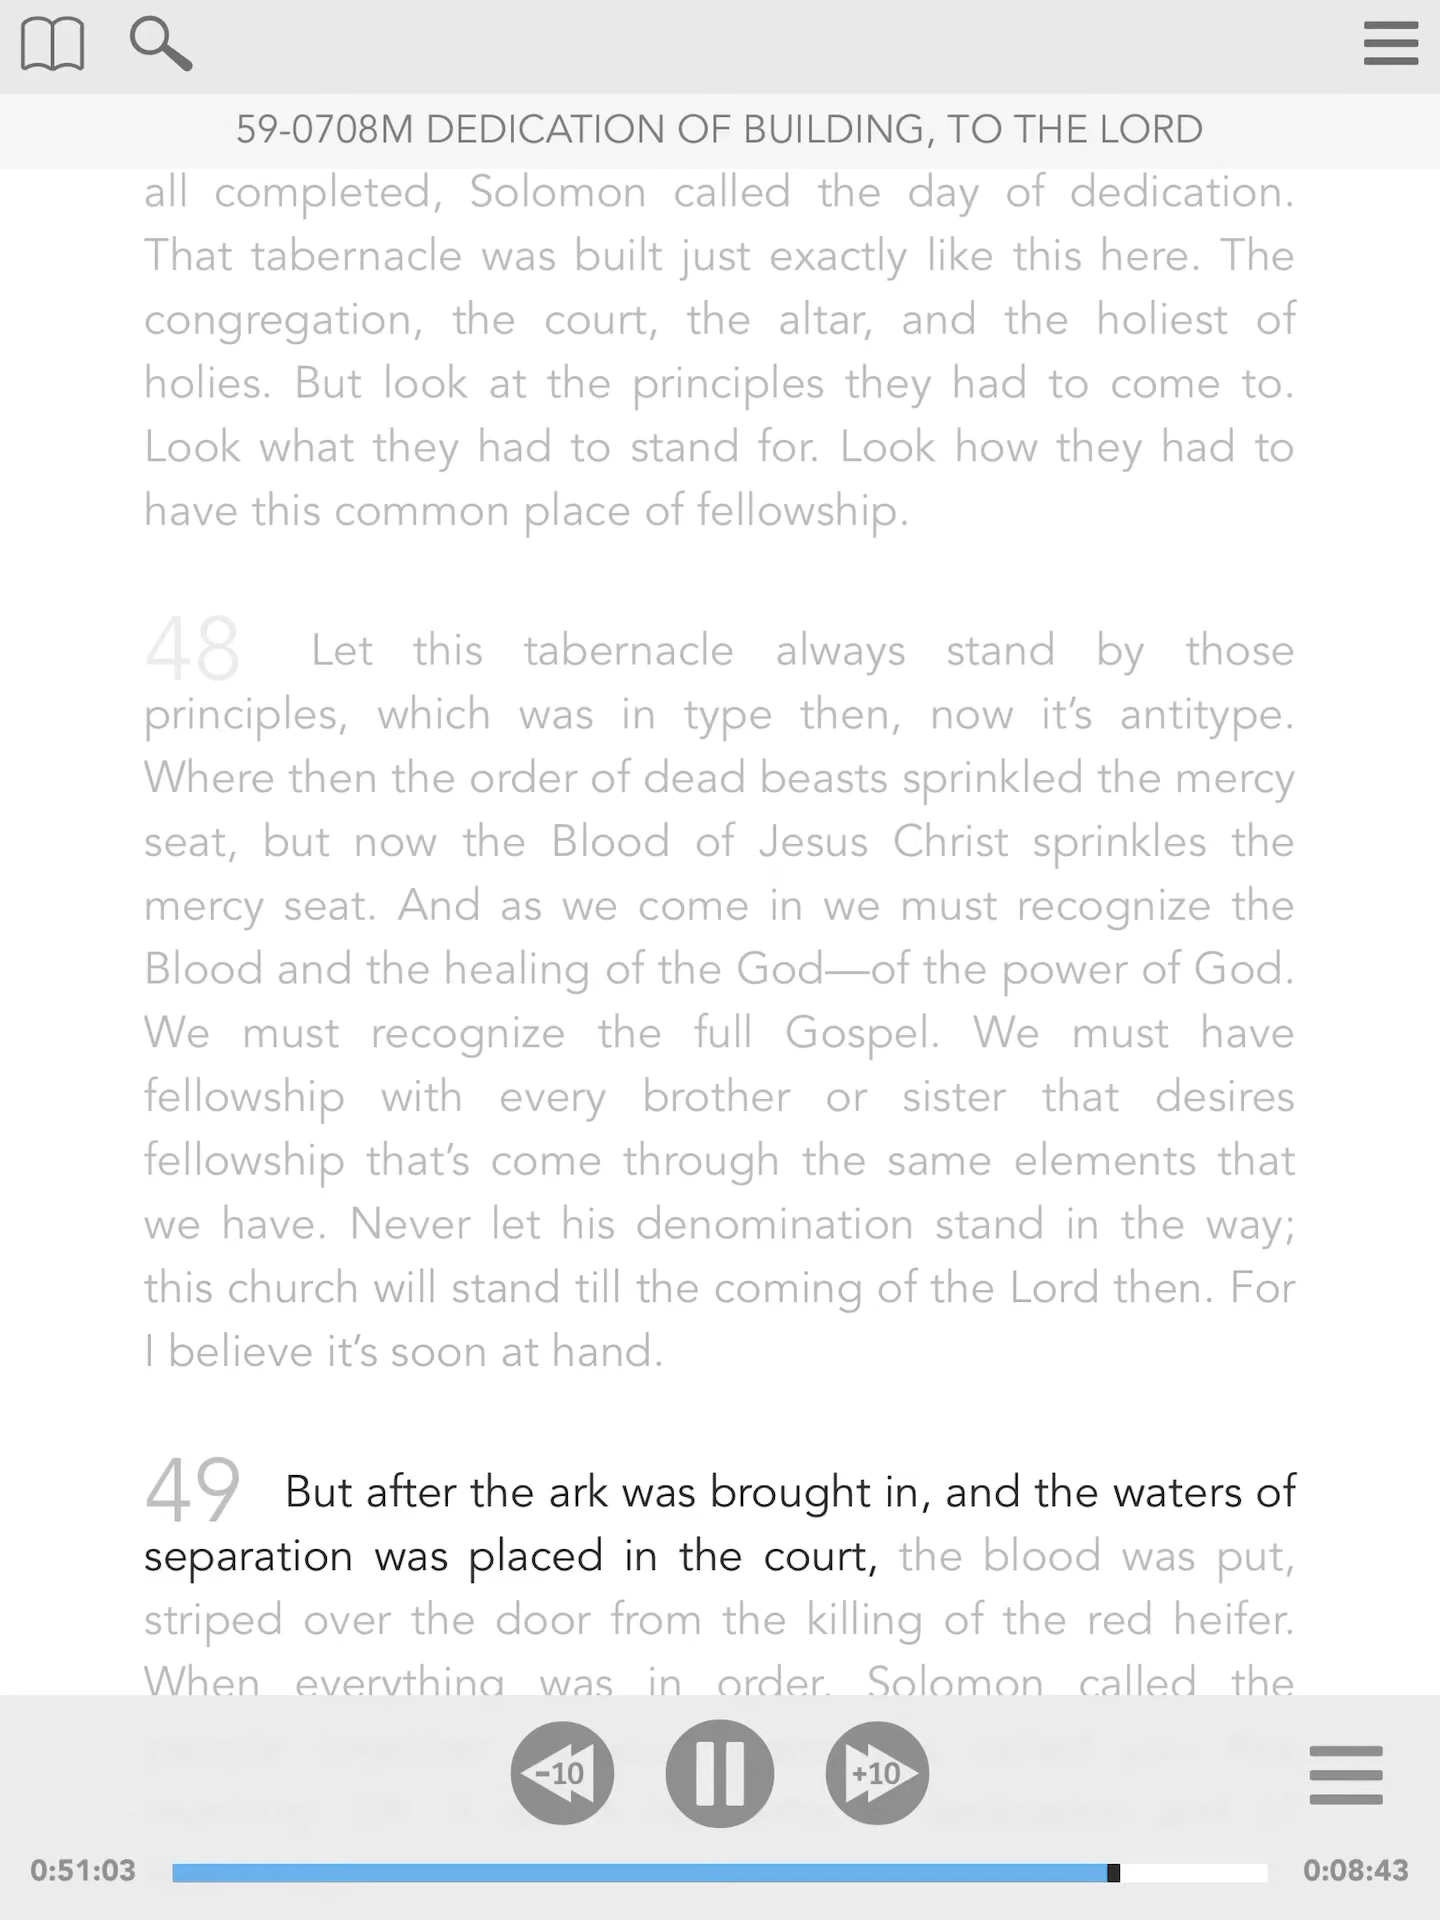 59-0708M DEDICATION OF BUILDING, TO THE LORD
all completed, Solomon called the day of dedication.
That tabernacle was built just exactly like this here. The
congregation, the court, the altar, and the holiest of
holies. But look at the principles they had to come to.
Look what they had to stand for. Look how they had to
have this common place of fellowship.
48 Let this tabernacle always stand by those
principles, which was in type then, now it’s antitype.
Where then the order of dead beasts sprinkled the mercy
seat, but now the Blood of Jesus Christ sprinkles the
mercy seat. And as we come in we must recognize the
Blood and the healing of the God—of the power of God.
We must recognize the full Gospel. We must have
fellowship with every brother or sister that desires
fellowship that’s come through the same elements that
we have. Never let his denomination stand in the way;
this church will stand till the coming of the Lord then. For
I believe it’s soon at hand.
49 But after the ark was brought in, and the waters of
separation was placed in the court, the blood was put,
striped over the door from the killing of the red heifer.
When everything was in order, Solomon called the
-10 +10
0:51:03 0:08:43